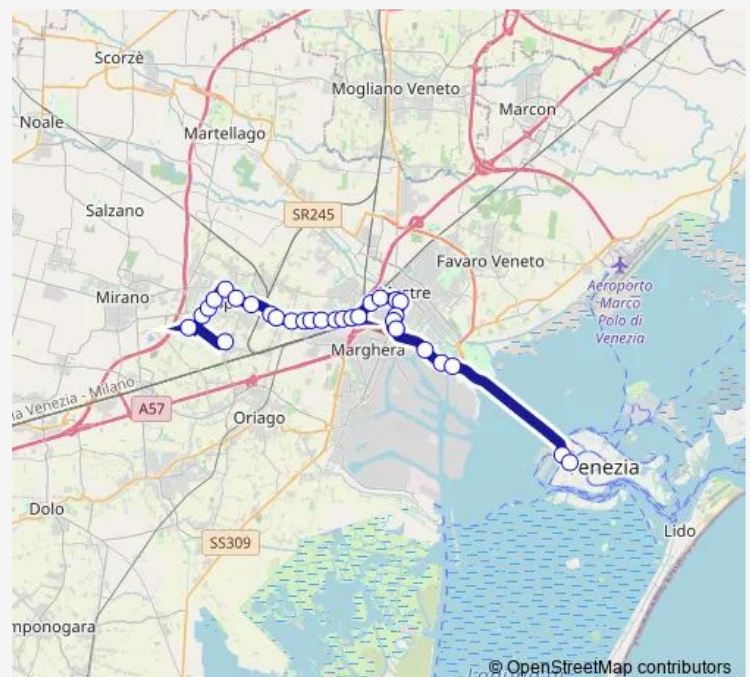 Scorzè
Mogliano Veneto
Marcon
Noale
Martellago
SR245
Salzano
Favaro Veneto
Mirano
Aeroporto
Marco
Polo di
Venezia
Marghera
ia Venezia - Milano
A57
Oriago
enezia
Dolo
Lido
SS309
mponogara
© OpenStreetMap contributors